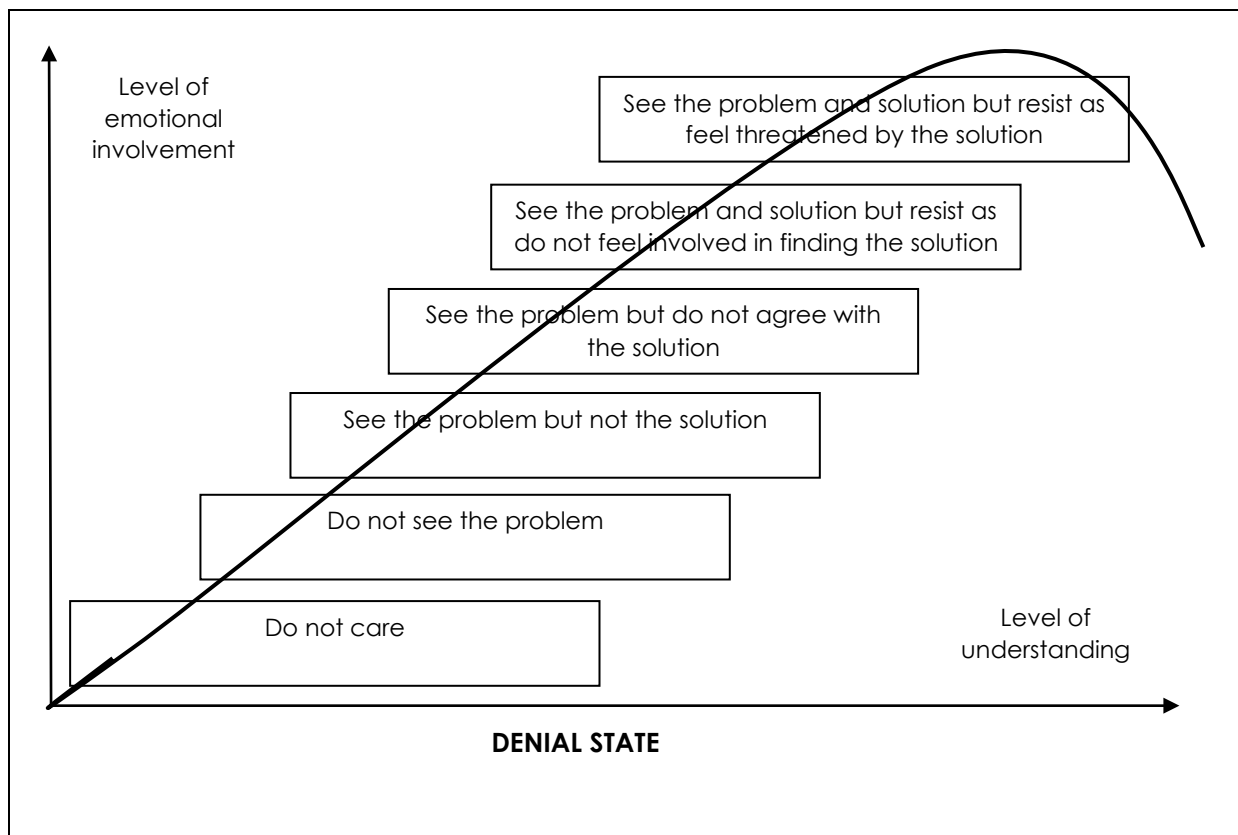 Level of
emotional
involvement
See the problem and solution but resist as
feel threatened by the solution
See the problem and solution but resist as
do not feel involved in finding the solution
See the problem but do not agree with
the solution
See the problem but not the solution
Do not see the problem
Do not care
Level of
understanding
DENIAL STATE